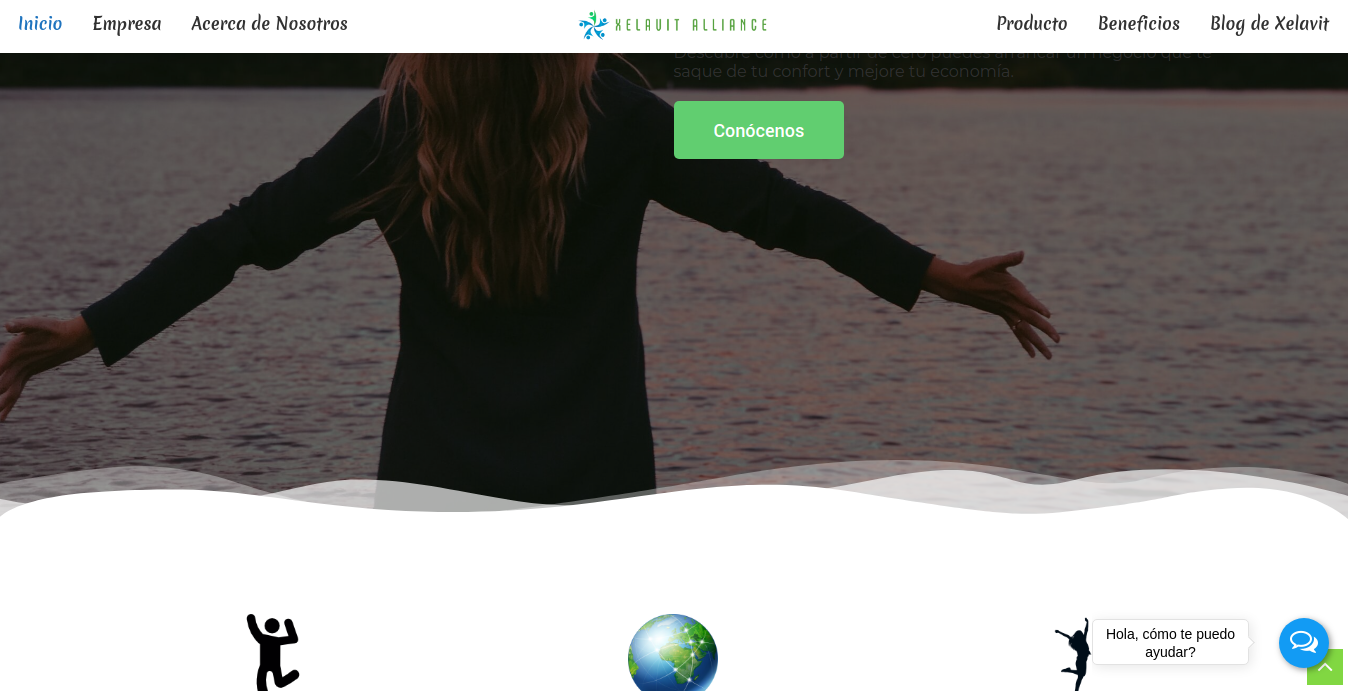 Inicio
Empresa
Acerca de Nosotros
XELAVIT ALLIANCE
Producto
Beneficios
Blog de Xelavit
Descubre como a partir de cero puedes arrancar un negocio que te
saque de tu confort y mejore tu economía.
Conócenos
Hola, cómo te puedo
ayudar?